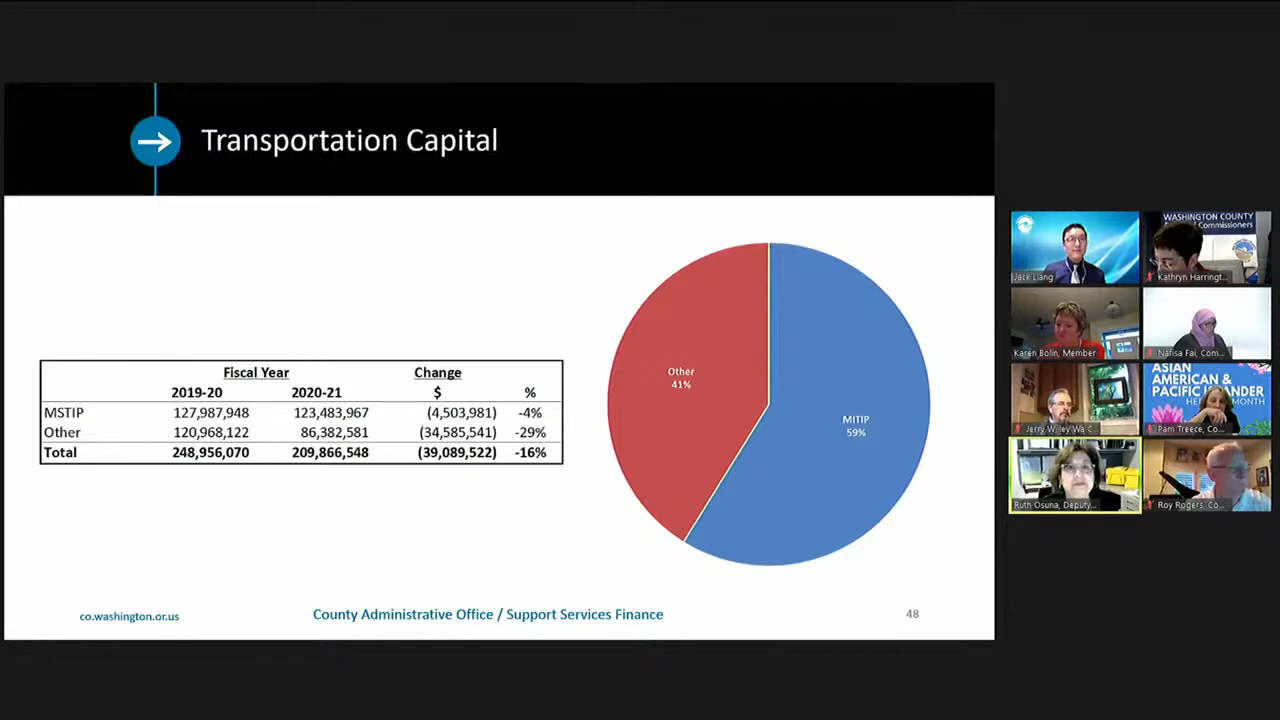 Transportation Capital
Fiscal Year Change
2019-20 2020-21 $ %
MSTIP 127,987,948 123,483,967 (4,503,981) -4%
Other 120,968,122 86,382,581 (34,585,541) -29%
Total 248,956,070 209,866,548 (39,089,522) -16%
Other
41%
MITIP
59%
co.washington.or.us
County Administrative Office / Support Services Finance
48
Jack Liang
WASHINGTON COUNTY
Commissioners
Kathryn Harringt...
Karen Bolin, Member
Nafisa Fai, Com...
Jerry Willey Wa C...
ASIAN
AMERICAN &
PACIFIC ISLANDER
MONTH
Pam Treece, Co...
Ruth Osuna, Deputy...
Roy Rogers, Co...